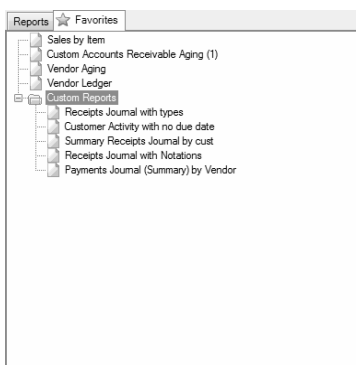 Reports Favorites
Sales by Item
Custom Accounts Receivable Aging (1)
Vendor Aging
Vendor Ledger
Custom Reports
Receipts Journal with types
Customer Activity with no due date
Summary Receipts Journal by cust
Receipts Journal with Notations
Payments Journal (Summary) by Vendor